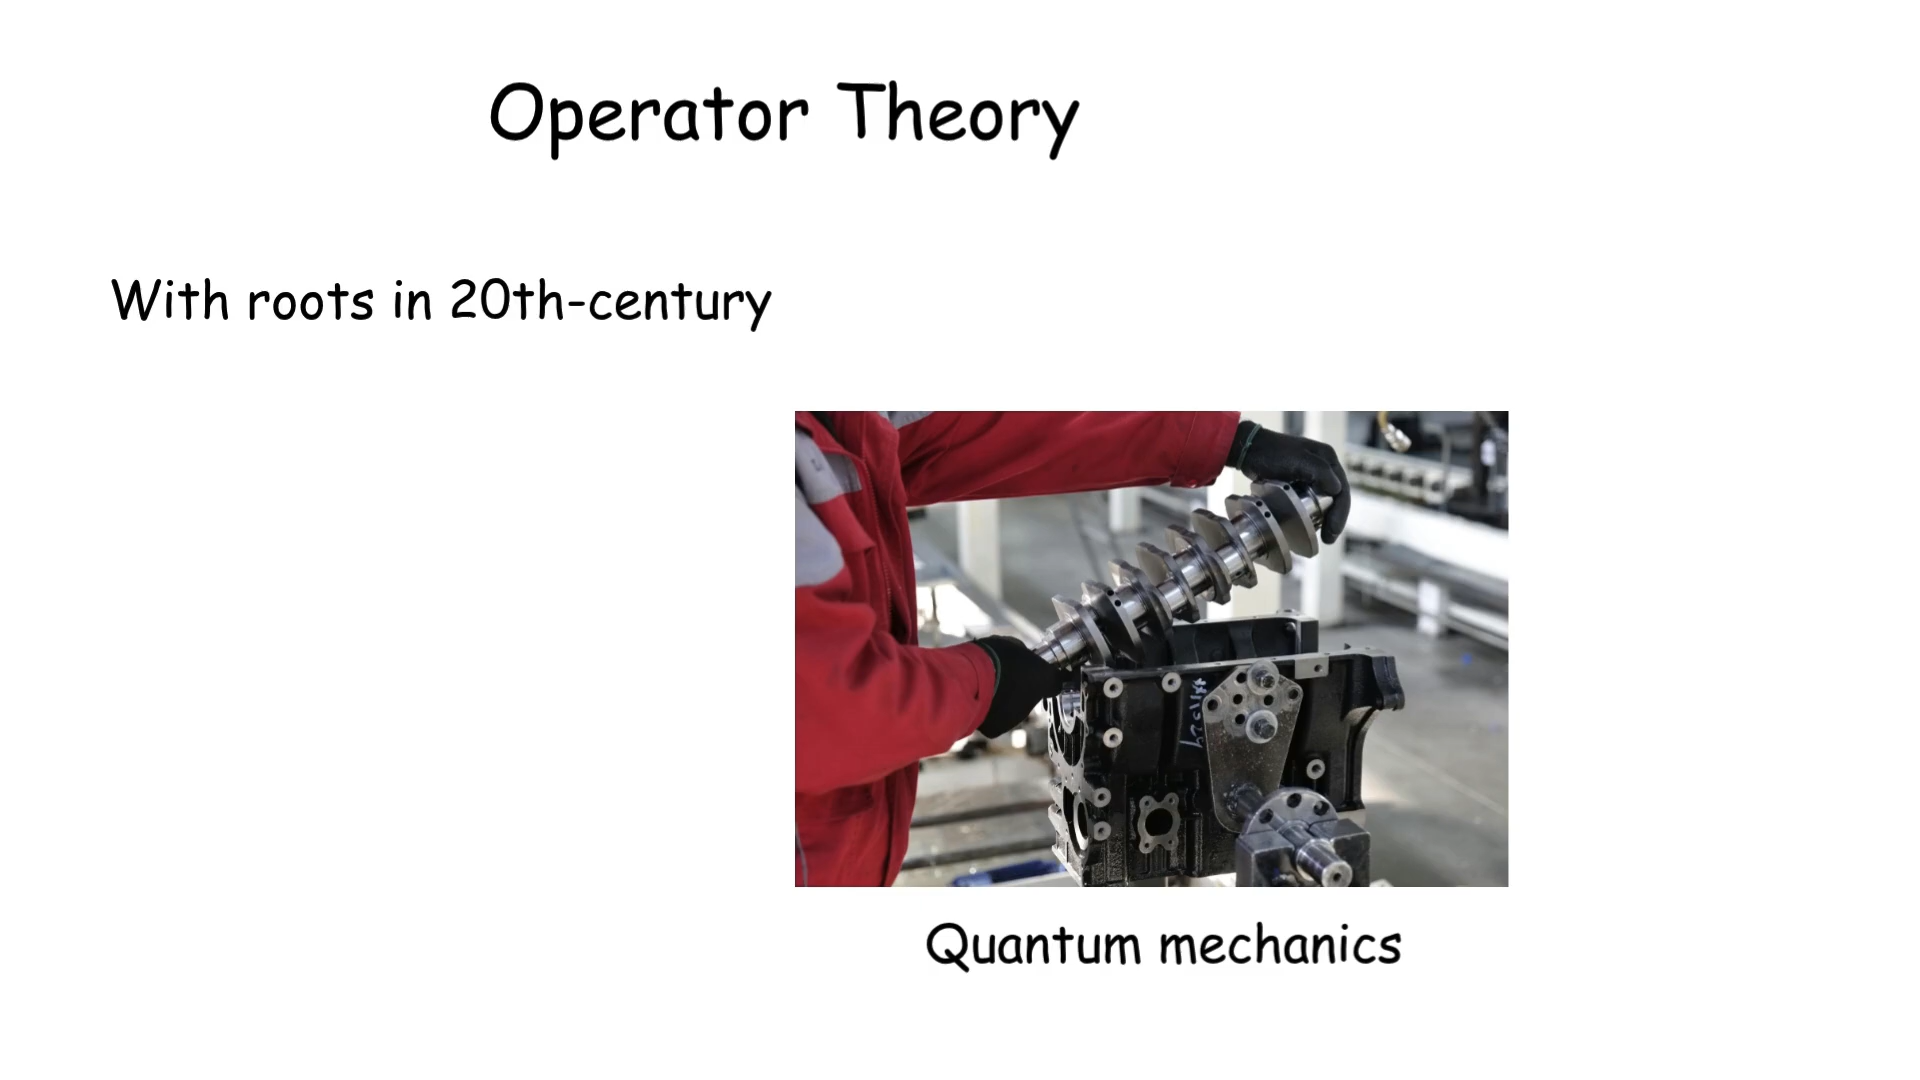 Operator Theory
With roots in 20th-century
Quantum mechanics